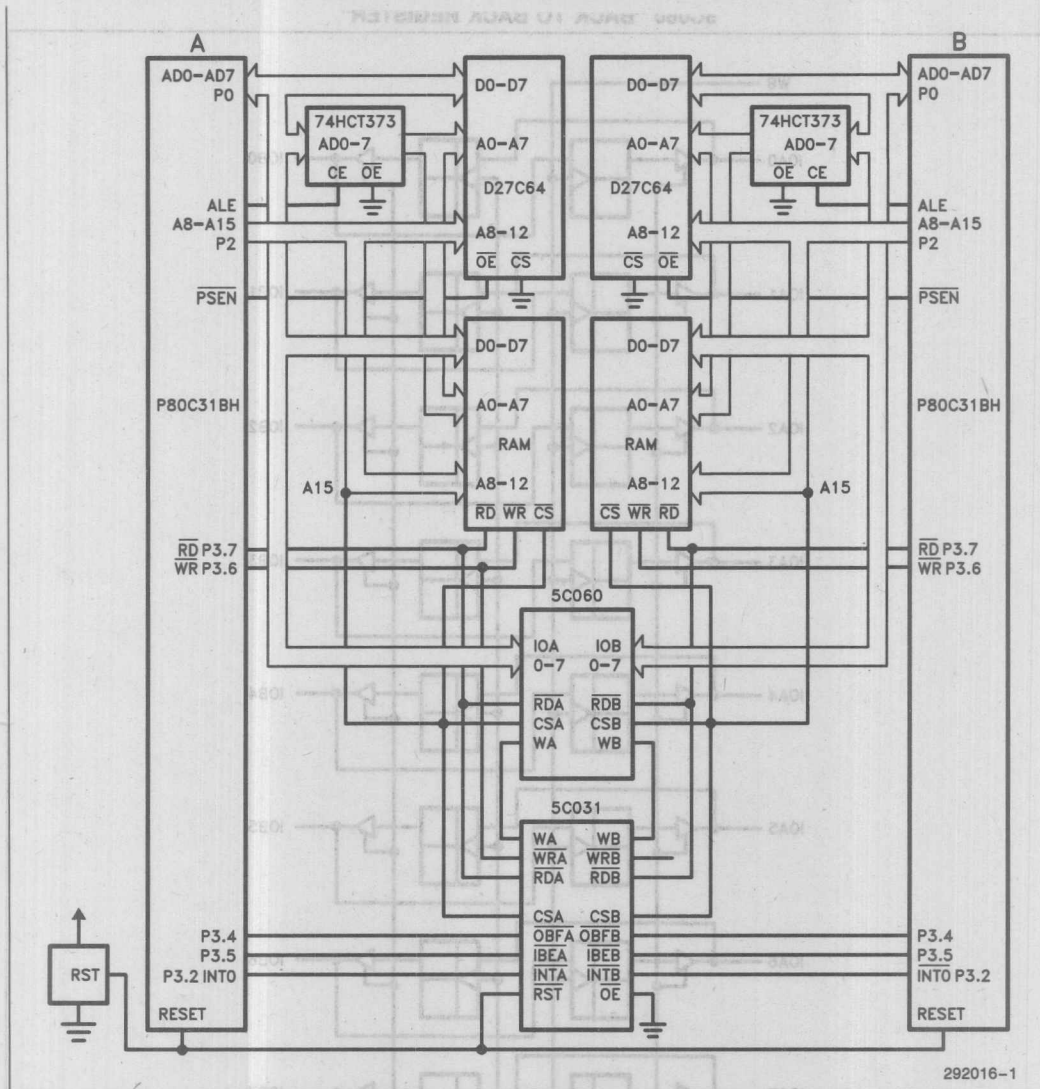 A
B
AD0-AD7
P0
D0-D7
D0-D7
AD0-AD7
P0
74HCT373
AD0-7
CE OE
A0-A7
A0-A7
74HCT373
AD0-7
OE CE
D27C64
D27C64
ALE
A8-A15
P2
A8-12
OE CS
A8-12
CS OE
ALE
A8-A15
P2
PSEN
PSEN
D0-D7
D0-D7
P80C31BH
A0-A7
A0-A7
P80C31BH
RAM
RAM
A15
A8-12
RD WR CS
A8-12
CS WR RD
A15
RD P3.7
WR P3.6
RD P3.7
WR P3.6
5C060
IOA IOB
0-7 0-7
RDA RDB
CSA CSB
WA WB
5C031
WA WB
WRA WRB
RDA RDB
CSA CSB
P3.4 OBFA OBFB P3.4
P3.5 IBEA IBEB P3.5
P3.2 INT0 INTA INTB INT0 P3.2
RST
RST OE
RESET
RESET
292016-1